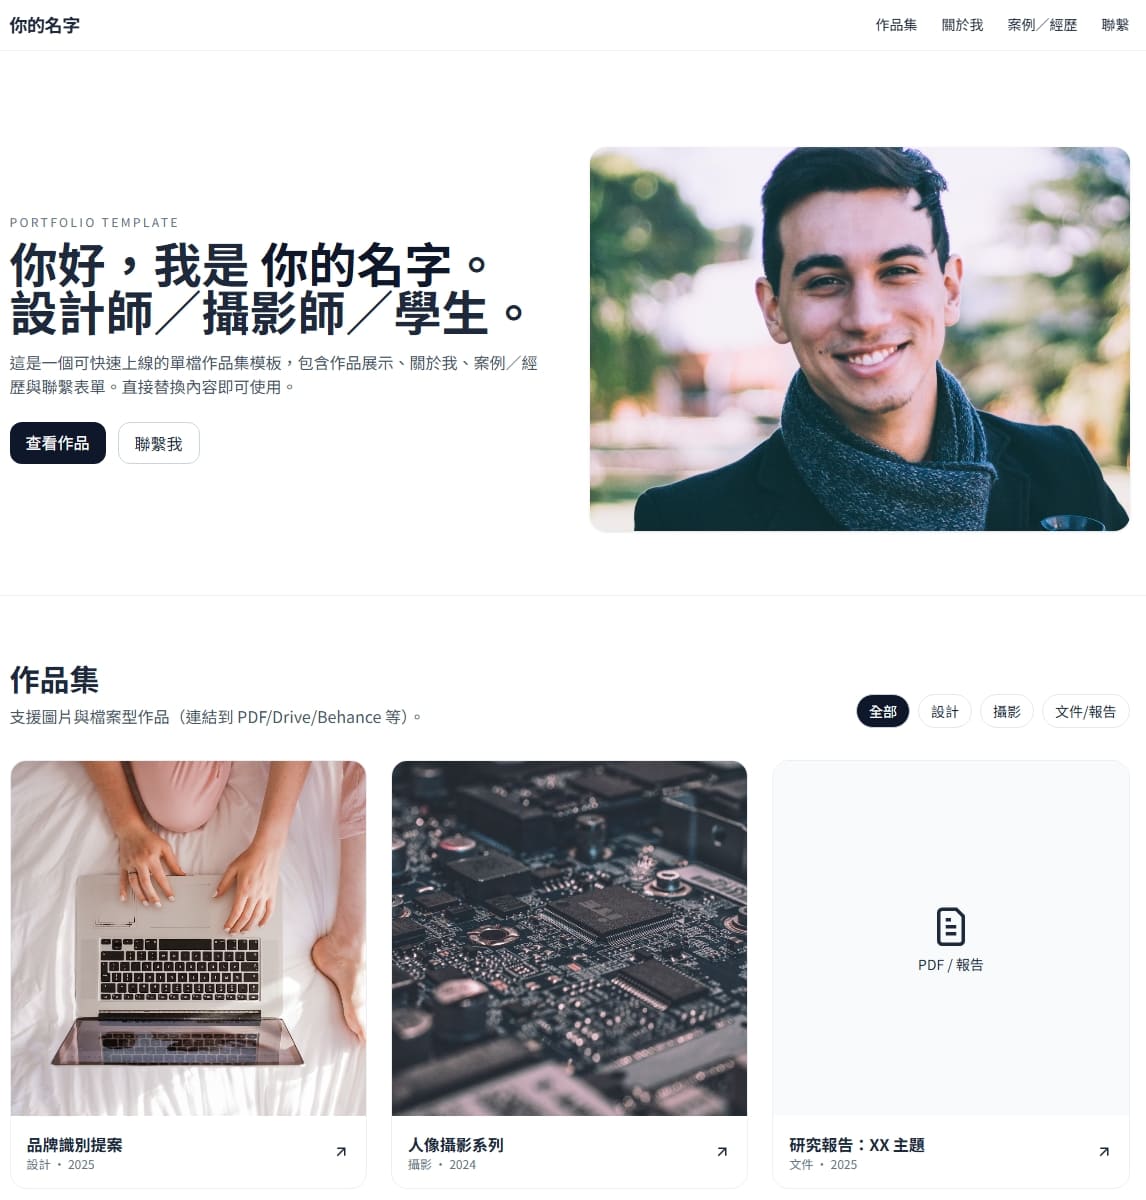 你的名字
作品集
關於我
案例／經歷
聯繫
PORTFOLIO TEMPLATE
你好，我是 你的名字。
設計師／攝影師／學生。
這是一個可快速上線的單檔作品集模板，包含作品展示、關於我、案例／經
歷與聯繫表單。直接替換內容即可使用。
查看作品
聯繫我
作品集
支援圖片與檔案型作品（連結到 PDF/Drive/Behance 等）。
全部
設計
攝影
文件/報告
PDF / 報告
品牌識別提案
設計 · 2025
人像攝影系列
攝影 · 2024
研究報告：XX 主題
文件 · 2025